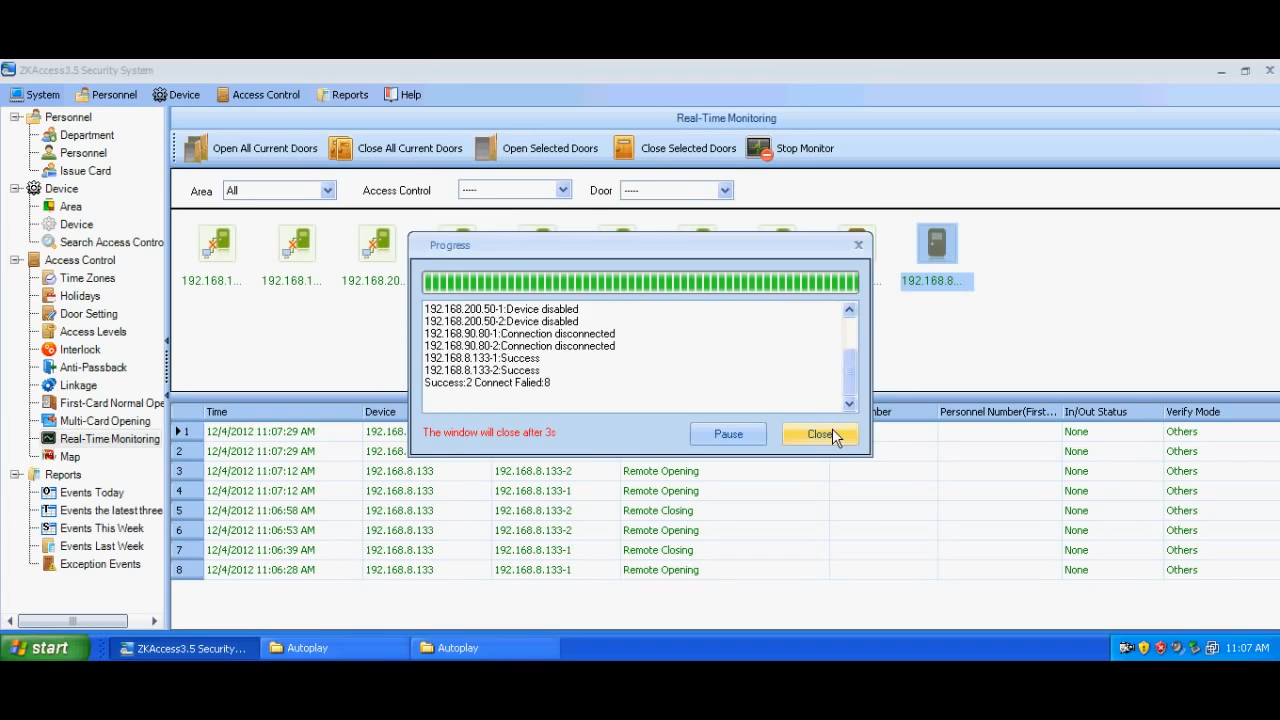 ZKAccess3.5 Security System
System Personnel Device Access Control Reports Help
Personnel
Department
Personnel
Issue Card
Device
Area
Device
Search Access Contro
Access Control
Time Zones
Holidays
Door Setting
Access Levels
Interlock
Anti-Passback
Linkage
First-Card Normal Ope
Multi-Card Opening
Real-Time Monitoring
Map
Reports
Events Today
Events the latest three
Events This Week
Events Last Week
Exception Events
Real-Time Monitoring
Open All Current Doors Close All Current Doors Open Selected Doors Close Selected Doors Stop Monitor
Area All Access Control ----- Door -----
192.168.1... 192.168.1... 192.168.20... 192.168.8...
Progress
192.168.200.50-1:Device disabled
192.168.200.50-2:Device disabled
192.168.90.80-1:Connection disconnected
192.168.90.80-2:Connection disconnected
192.168.8.133-1:Success
192.168.8.133-2:Success
Success:2 Connect Falied:8
The window will close after 3s
Pause Close
Time Device Personnel Number(First... In/Out Status Verify Mode
1 12/4/2012 11:07:29 AM 192.168. None Others
2 12/4/2012 11:07:29 AM 192.168. None Others
3 12/4/2012 11:07:12 AM 192.168.8.133 192.168.8.133-2 Remote Opening None Others
4 12/4/2012 11:07:12 AM 192.168.8.133 192.168.8.133-1 Remote Opening None Others
5 12/4/2012 11:06:58 AM 192.168.8.133 192.168.8.133-2 Remote Closing None Others
6 12/4/2012 11:06:53 AM 192.168.8.133 192.168.8.133-2 Remote Opening None Others
7 12/4/2012 11:06:39 AM 192.168.8.133 192.168.8.133-1 Remote Closing None Others
8 12/4/2012 11:06:28 AM 192.168.8.133 192.168.8.133-1 Remote Opening None Others
start ZKAccess3.5 Security... Autoplay Autoplay 11:07 AM